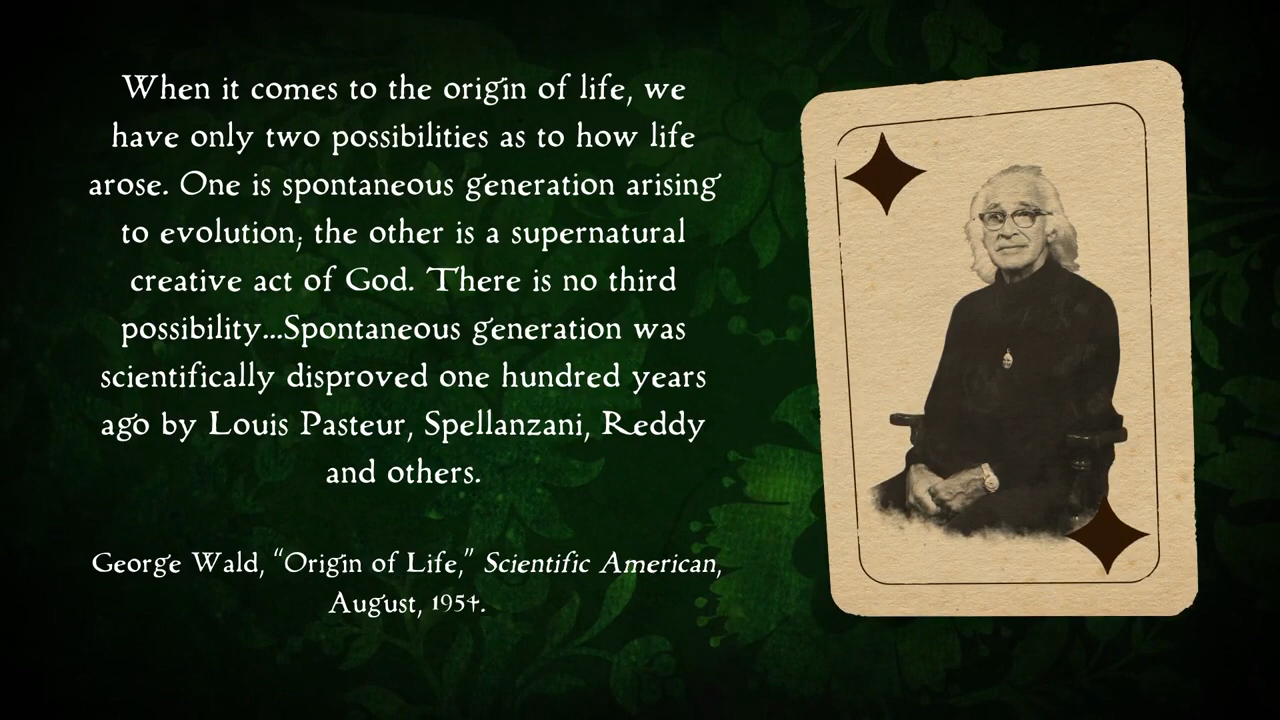 When it comes to the origin of life, we
have only two possibilities as to how life
arose. One is spontaneous generation arising
to evolution; the other is a supernatural
creative act of God. There is no third
possibility...Spontaneous generation was
scientifically disproved one hundred years
ago by Louis Pasteur, Spellanzani, Reddy
and others.
George Wald, “Origin of Life,” Scientific American,
August, 1954.